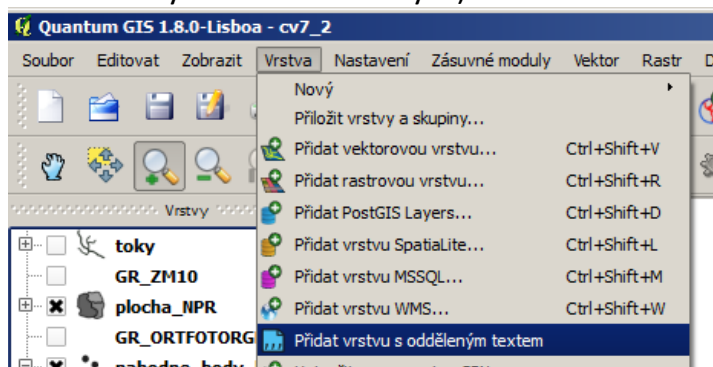 Quantum GIS 1.8.0-Lisboa - cv7_2
Soubor Editovat Zobrazit Vrstva Nastavení Zásuvné moduly Vektor Rastr
Nový
Přiložit vrstvy a skupiny...
Přidat vektorovou vrstvu... Ctrl+Shift+V
Přidat rastrovou vrstvu... Ctrl+Shift+R
Vrstvy
Přidat PostGIS Layers... Ctrl+Shift+D
toky
Přidat vrstvu SpatiaLite... Ctrl+Shift+L
GR_ZM10
Přidat vrstvu MSSQL... Ctrl+Shift+M
plocha_NPR
Přidat vrstvu WMS... Ctrl+Shift+W
GR_ORTFOTORG
Přidat vrstvu s odděleným textem